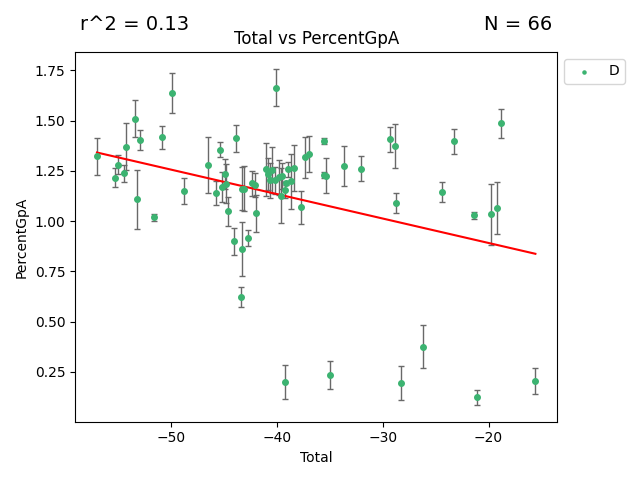 r^2 = 0.13
N = 66
Total vs PercentGpA
D
1.75
1.50
1.25
1.00
0.75
0.50
0.25
PercentGpA
−50
−40
−30
−20
Total